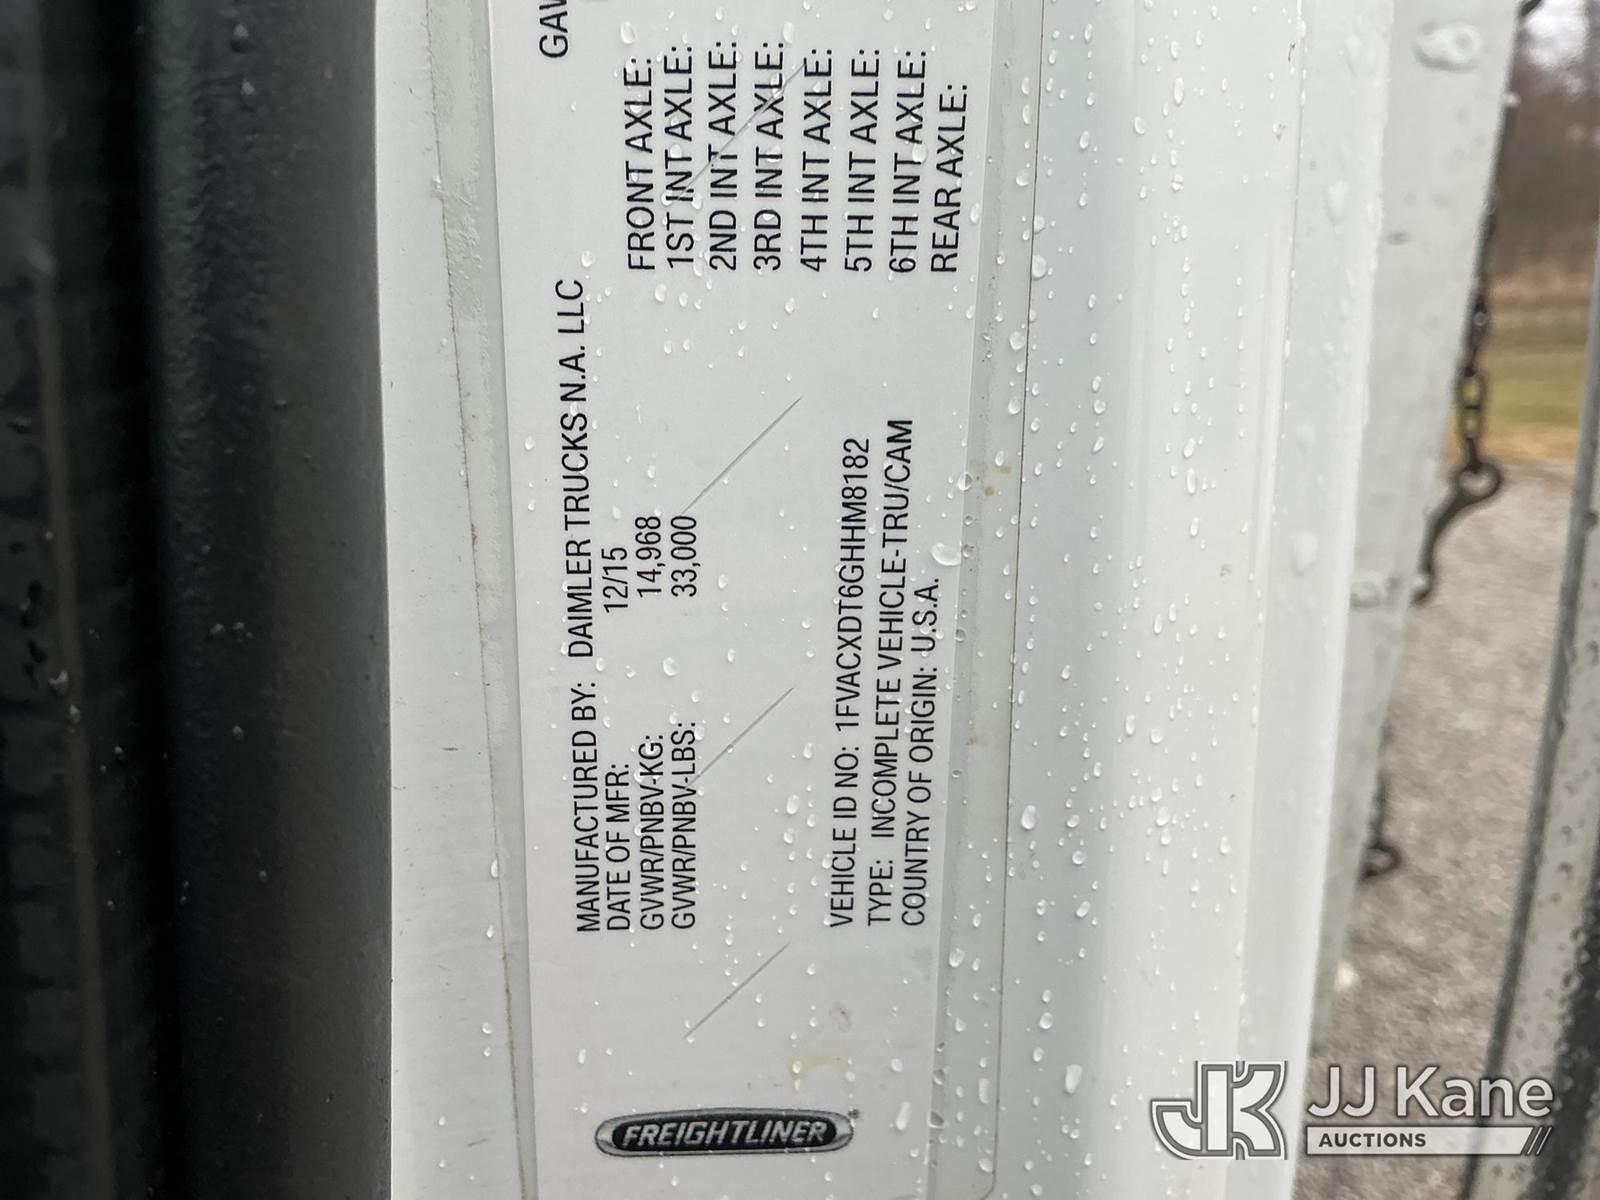 MANUFACTURED BY: DAIMLER TRUCKS N.A. LLC
DATE OF MFR: 12/15
GVWR/PNBV-KG: 14,968
GVWR/PNBV-LBS: 33,000
VEHICLE ID NO: 1FVACXDT6GHHM8182
TYPE: INCOMPLETE VEHICLE-TRU/CAM
COUNTRY OF ORIGIN: U.S.A.
FRONT AXLE:
1ST INT AXLE:
2ND INT AXLE:
3RD INT AXLE:
4TH INT AXLE:
5TH INT AXLE:
6TH INT AXLE:
REAR AXLE:
FREIGHTLINER
JK JJ Kane
AUCTIONS